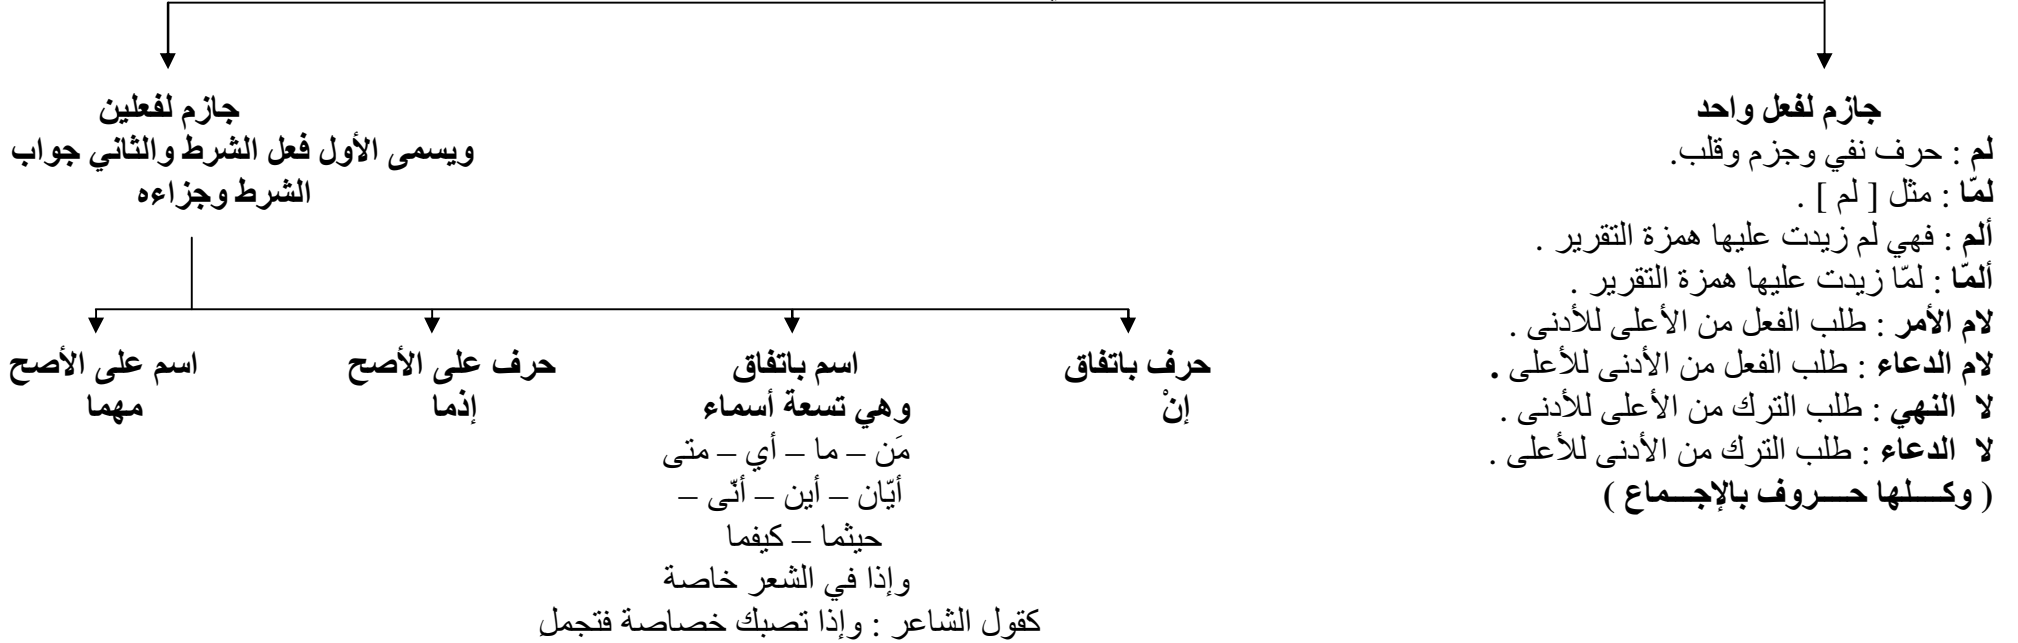 جازم لفعل واحد
لم : حرف نفي وجزم وقلب.
لمّا : مثل [ لم ] .
ألم : فهي لم زيدت عليها همزة التقرير .
ألمّا : لمّا زيدت عليها همزة التقرير .
لام الأمر : طلب الفعل من الأعلى للأدنى .
لام الدعاء : طلب الفعل من الأدنى للأعلى .
لا النهي : طلب الترك من الأعلى للأدنى .
لا الدعاء : طلب الترك من الأدنى للأعلى .
( وكـــلها حـــروف بالإجـــماع )
جازم لفعلين
ويسمى الأول فعل الشرط والثاني جواب
الشرط وجزاءه
حرف باتفاق
إنْ
اسم باتفاق
وهي تسعة أسماء
مَن – ما – أي – متى
أيّان – أين – أنّى –
حيثما – كيفما
وإذا في الشعر خاصة
كقول الشاعر : وإذا تصبك خصاصة فتجملِ
حرف على الأصح
إذما
اسم على الأصح
مهما